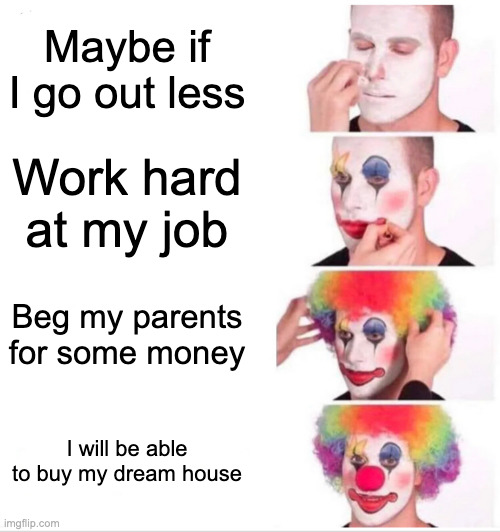 Maybe if
I go out less
Work hard
at my job
Beg my parents
for some money
I will be able
to buy my dream house
imgflip.com